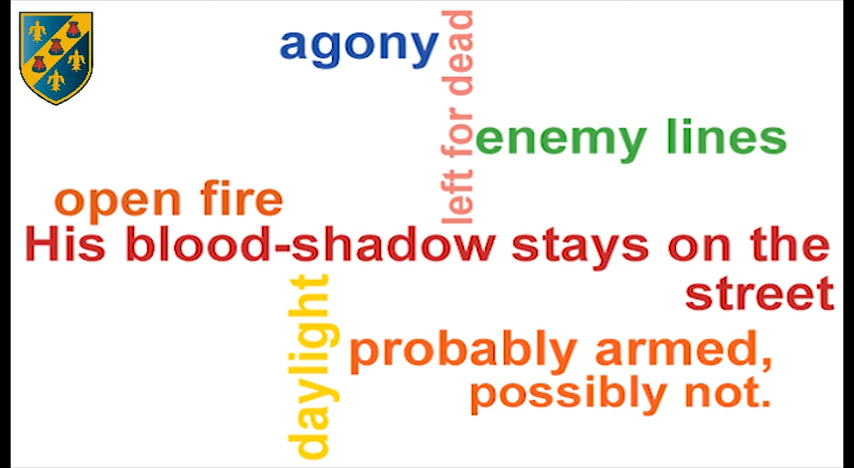 agony
left for dead
enemy lines
open fire
His blood-shadow stays on the
street
daylight
probably armed,
possibly not.